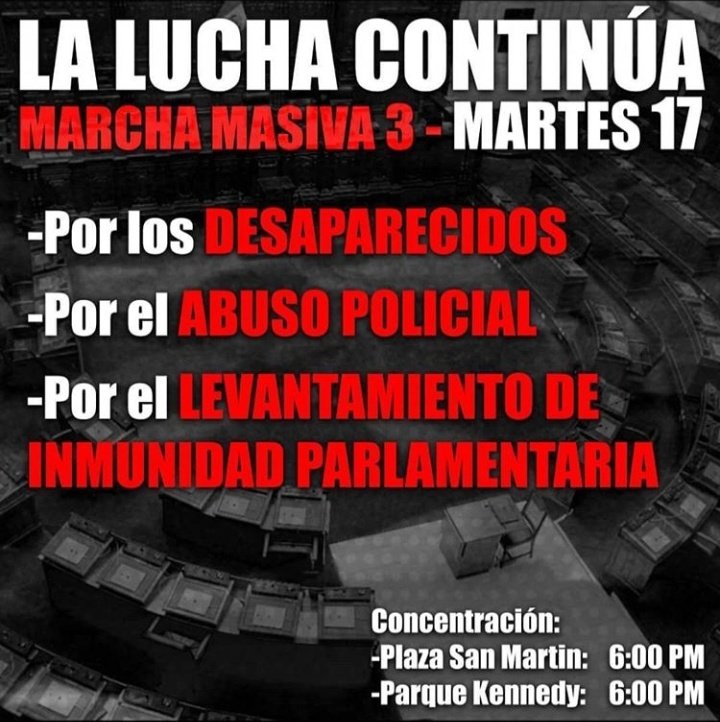 LA LUCHA CONTINÚA
MARCHA MASIVA 3 - MARTES 17
-Por los DESAPARECIDOS
-Por el ABUSO POLICIAL
-Por el LEVANTAMIENTO DE
INMUNIDAD PARLAMENTARIA
Concentración:
-Plaza San Martin: 6:00 PM
-Parque Kennedy: 6:00 PM